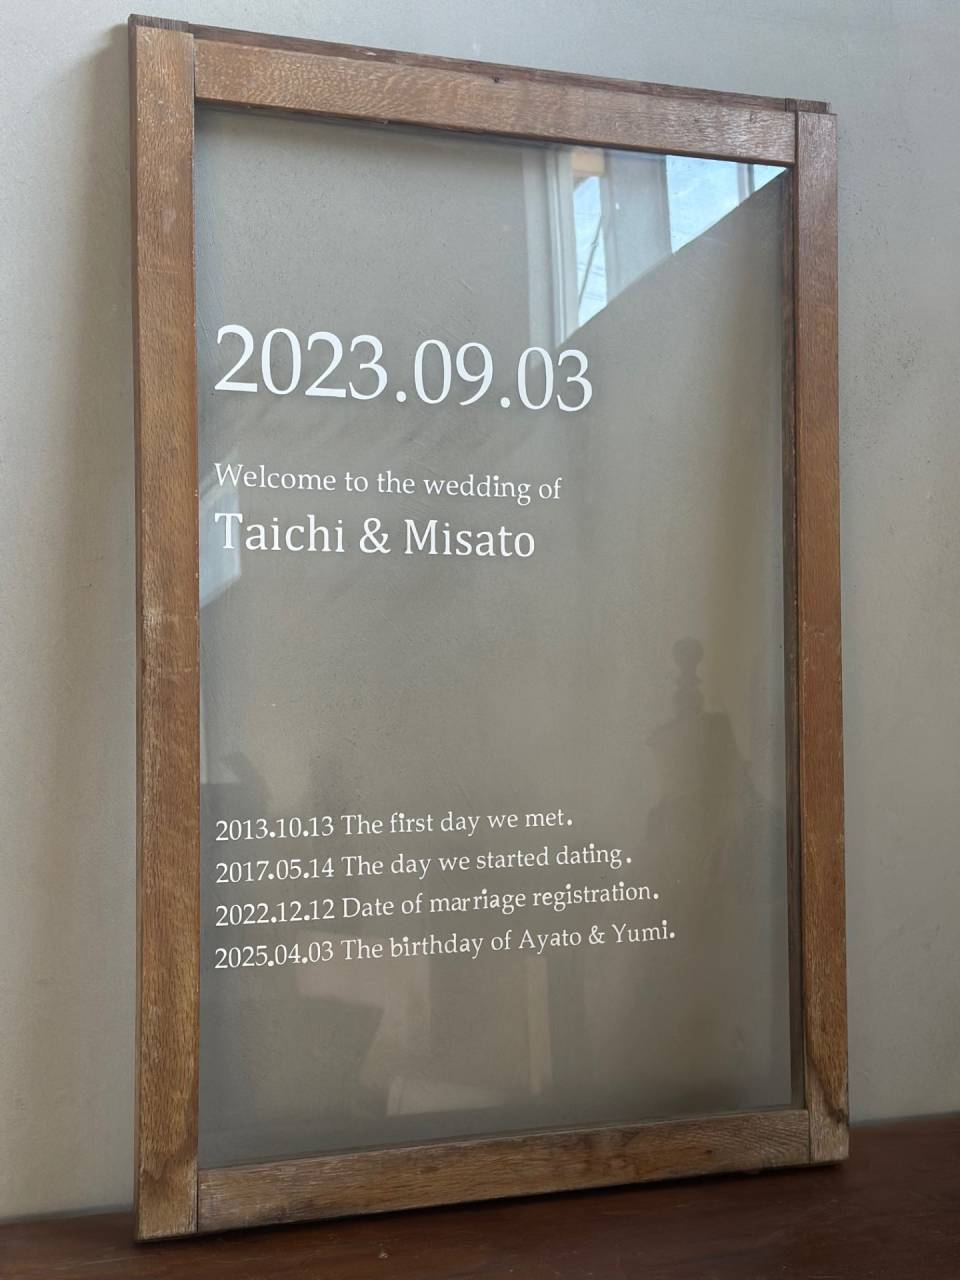 2023.09.03
Welcome to the wedding of
Taichi & Misato
2013.10.13 The first day we met.
2017.05.14 The day we started dating.
2022.12.12 Date of marriage registration.
2025.04.03 The birthday of Ayato & Yumi.